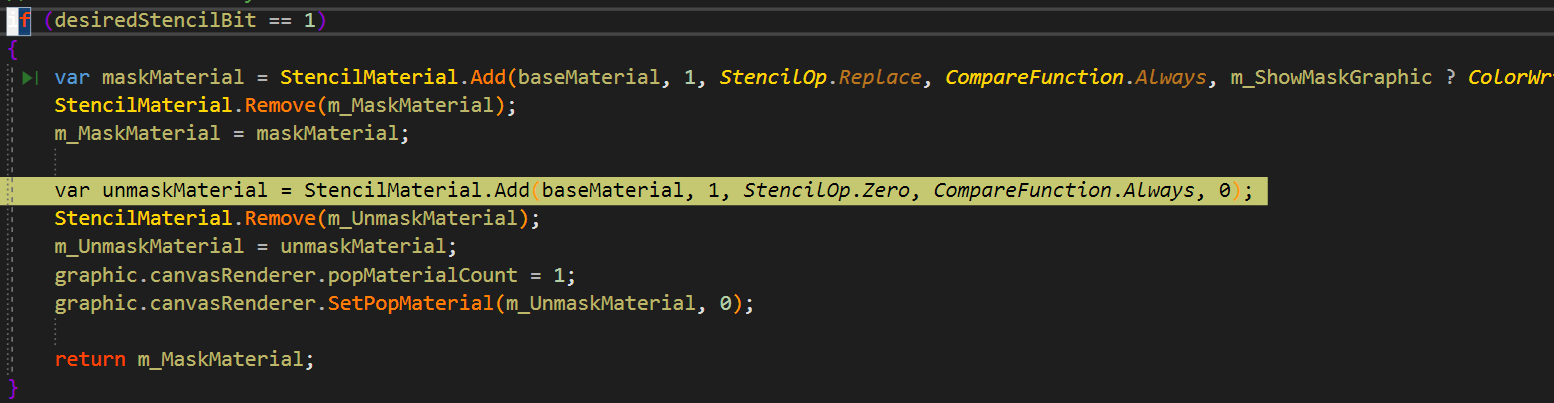 if (desiredStencilBit == 1)
{
var maskMaterial = StencilMaterial.Add(baseMaterial, 1, StencilOp.Replace, CompareFunction.Always, m_ShowMaskGraphic ? ColorWr
StencilMaterial.Remove(m_MaskMaterial);
m_MaskMaterial = maskMaterial;
var unmaskMaterial = StencilMaterial.Add(baseMaterial, 1, StencilOp.Zero, CompareFunction.Always, 0);
StencilMaterial.Remove(m_UnmaskMaterial);
m_UnmaskMaterial = unmaskMaterial;
graphic.canvasRenderer.popMaterialCount = 1;
graphic.canvasRenderer.SetPopMaterial(m_UnmaskMaterial, 0);
return m_MaskMaterial;
}